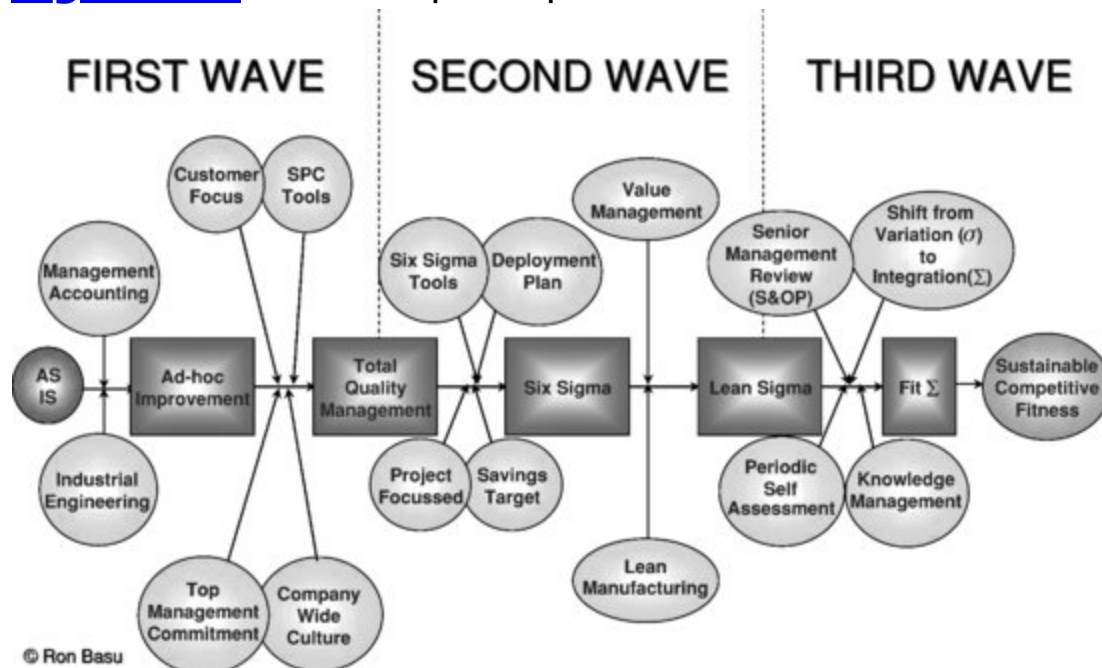 FIRST WAVE
SECOND WAVE
THIRD WAVE
Customer
Focus
SPC
Tools
Value
Management
Senior
Management
Review
(S&OP)
Shift from
Variation (σ)
to
Integration(Σ)
Management
Accounting
Six Sigma
Tools
Deployment
Plan
AS
IS
Ad-hoc
Improvement
Total
Quality
Management
Six Sigma
Lean Sigma
Fit Σ
Sustainable
Competitive
Fitness
Industrial
Engineering
Project
Focussed
Savings
Target
Periodic
Self
Assessment
Knowledge
Management
Top
Management
Commitment
Company
Wide
Culture
Lean
Manufacturing
© Ron Basu